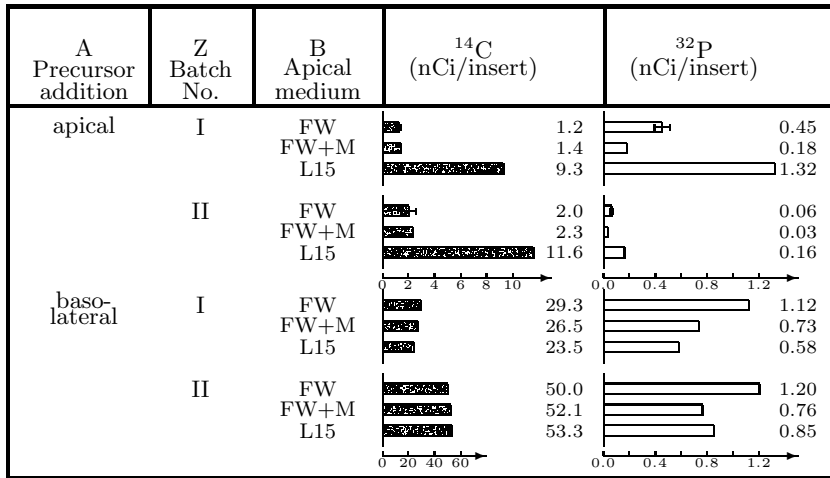 A Z B ¹⁴C ³²P
Precursor Batch Apical (nCi/insert) (nCi/insert)
addition No. medium
apical I FW 1.2 0.45
FW+M 1.4 0.18
L15 9.3 1.32
II FW 2.0 0.06
FW+M 2.3 0.03
L15 11.6 0.16
0 2 4 6 8 10 0.0 0.4 0.8 1.2
baso-
lateral I FW 29.3 1.12
FW+M 26.5 0.73
L15 23.5 0.58
II FW 50.0 1.20
FW+M 52.1 0.76
L15 53.3 0.85
0 20 40 60 0.0 0.4 0.8 1.2